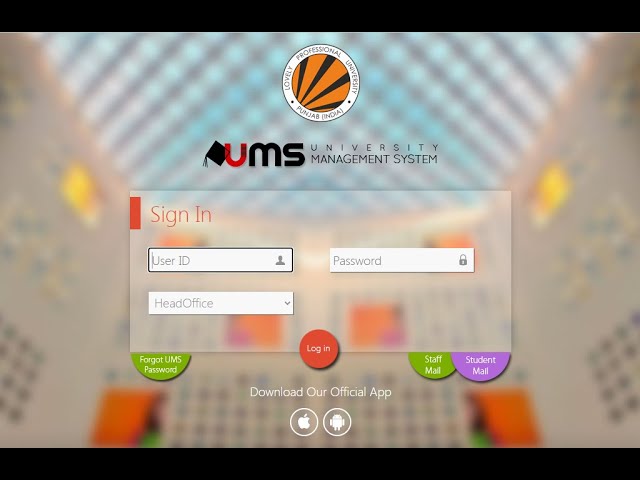 LOVELY PROFESSIONAL UNIVERSITY
PUNJAB (INDIA)
UMS
UNIVERSITY
MANAGEMENT SYSTEM
Sign In
User ID
Password
HeadOffice
Log in
Forgot UMS
Password
Staff
Mail
Student
Mail
Download Our Official App